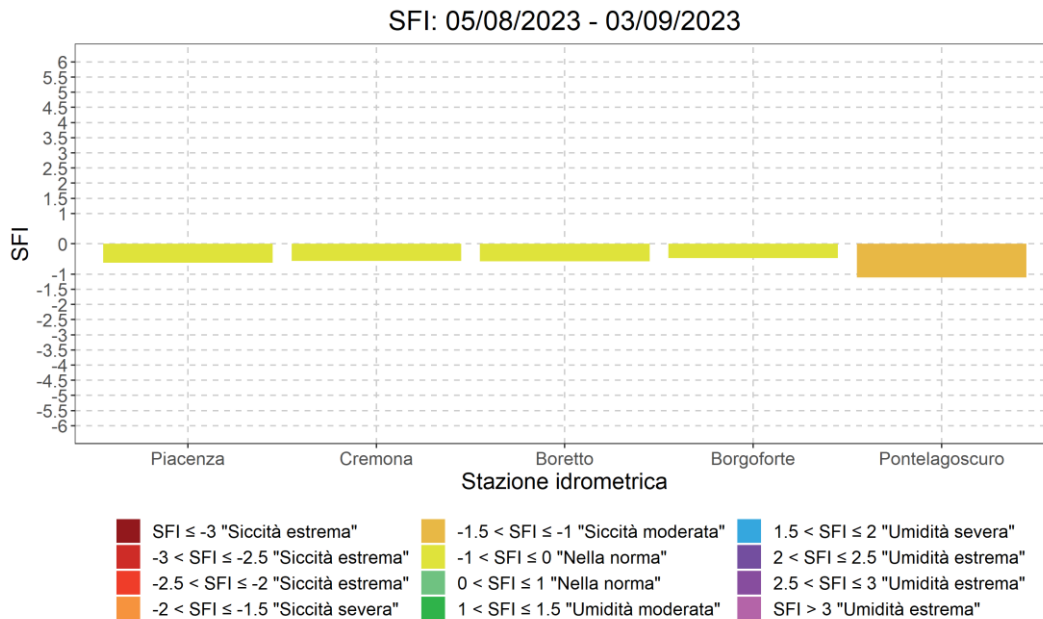 SFI: 05/08/2023 - 03/09/2023
SFI
6
5.5
5
4.5
4
3.5
3
2.5
2
1.5
1
0
-1
-1.5
-2
-2.5
-3
-3.5
-4
-4.5
-5
-5.5
-6
Piacenza Cremona Boretto Borgoforte Pontelagoscuro
Stazione idrometrica
SFI ≤ -3 "Siccità estrema"
-3 < SFI ≤ -2.5 "Siccità estrema"
-2.5 < SFI ≤ -2 "Siccità estrema"
-2 < SFI ≤ -1.5 "Siccità severa"
-1.5 < SFI ≤ -1 "Siccità moderata"
-1 < SFI ≤ 0 "Nella norma"
0 < SFI ≤ 1 "Nella norma"
1 < SFI ≤ 1.5 "Umidità moderata"
1.5 < SFI ≤ 2 "Umidità severa"
2 < SFI ≤ 2.5 "Umidità estrema"
2.5 < SFI ≤ 3 "Umidità estrema"
SFI > 3 "Umidità estrema"